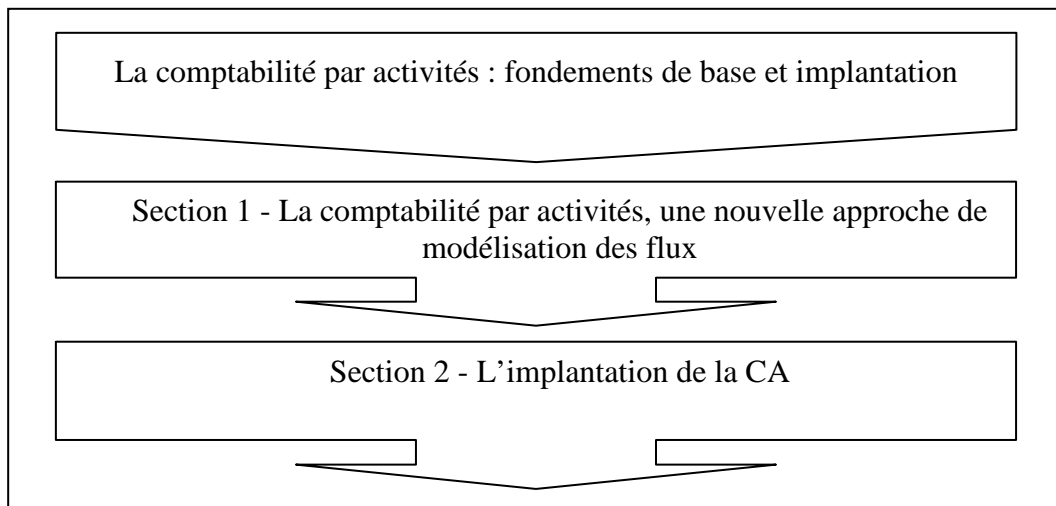 La comptabilité par activités : fondements de base et implantation
Section 1 - La comptabilité par activités, une nouvelle approche de
modélisation des flux
Section 2 - L’implantation de la CA